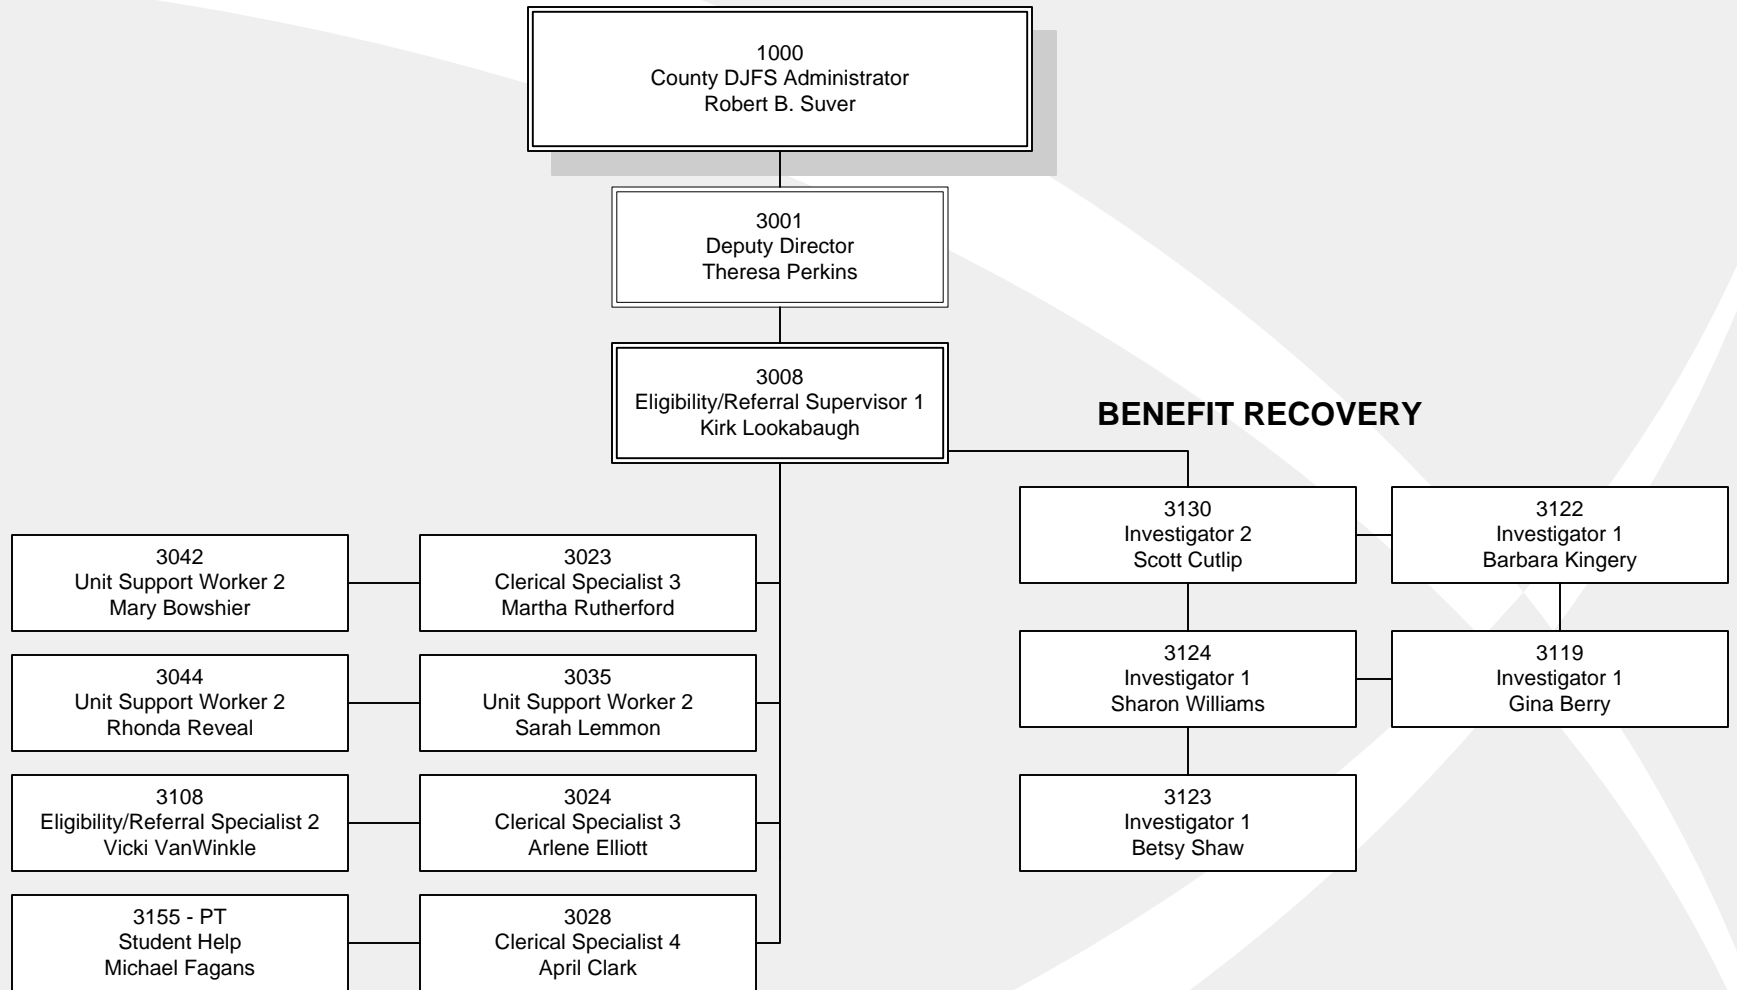 1000
County DJFS Administrator
Robert B. Suver
3001
Deputy Director
Theresa Perkins
3008
Eligibility/Referral Supervisor 1
Kirk Lookabaugh
BENEFIT RECOVERY
3130
Investigator 2
Scott Cutlip
3122
Investigator 1
Barbara Kingery
3042
Unit Support Worker 2
Mary Bowshier
3023
Clerical Specialist 3
Martha Rutherford
3124
Investigator 1
Sharon Williams
3119
Investigator 1
Gina Berry
3044
Unit Support Worker 2
Rhonda Reveal
3035
Unit Support Worker 2
Sarah Lemmon
3108
Eligibility/Referral Specialist 2
Vicki VanWinkle
3024
Clerical Specialist 3
Arlene Elliott
3123
Investigator 1
Betsy Shaw
3155 - PT
Student Help
Michael Fagans
3028
Clerical Specialist 4
April Clark